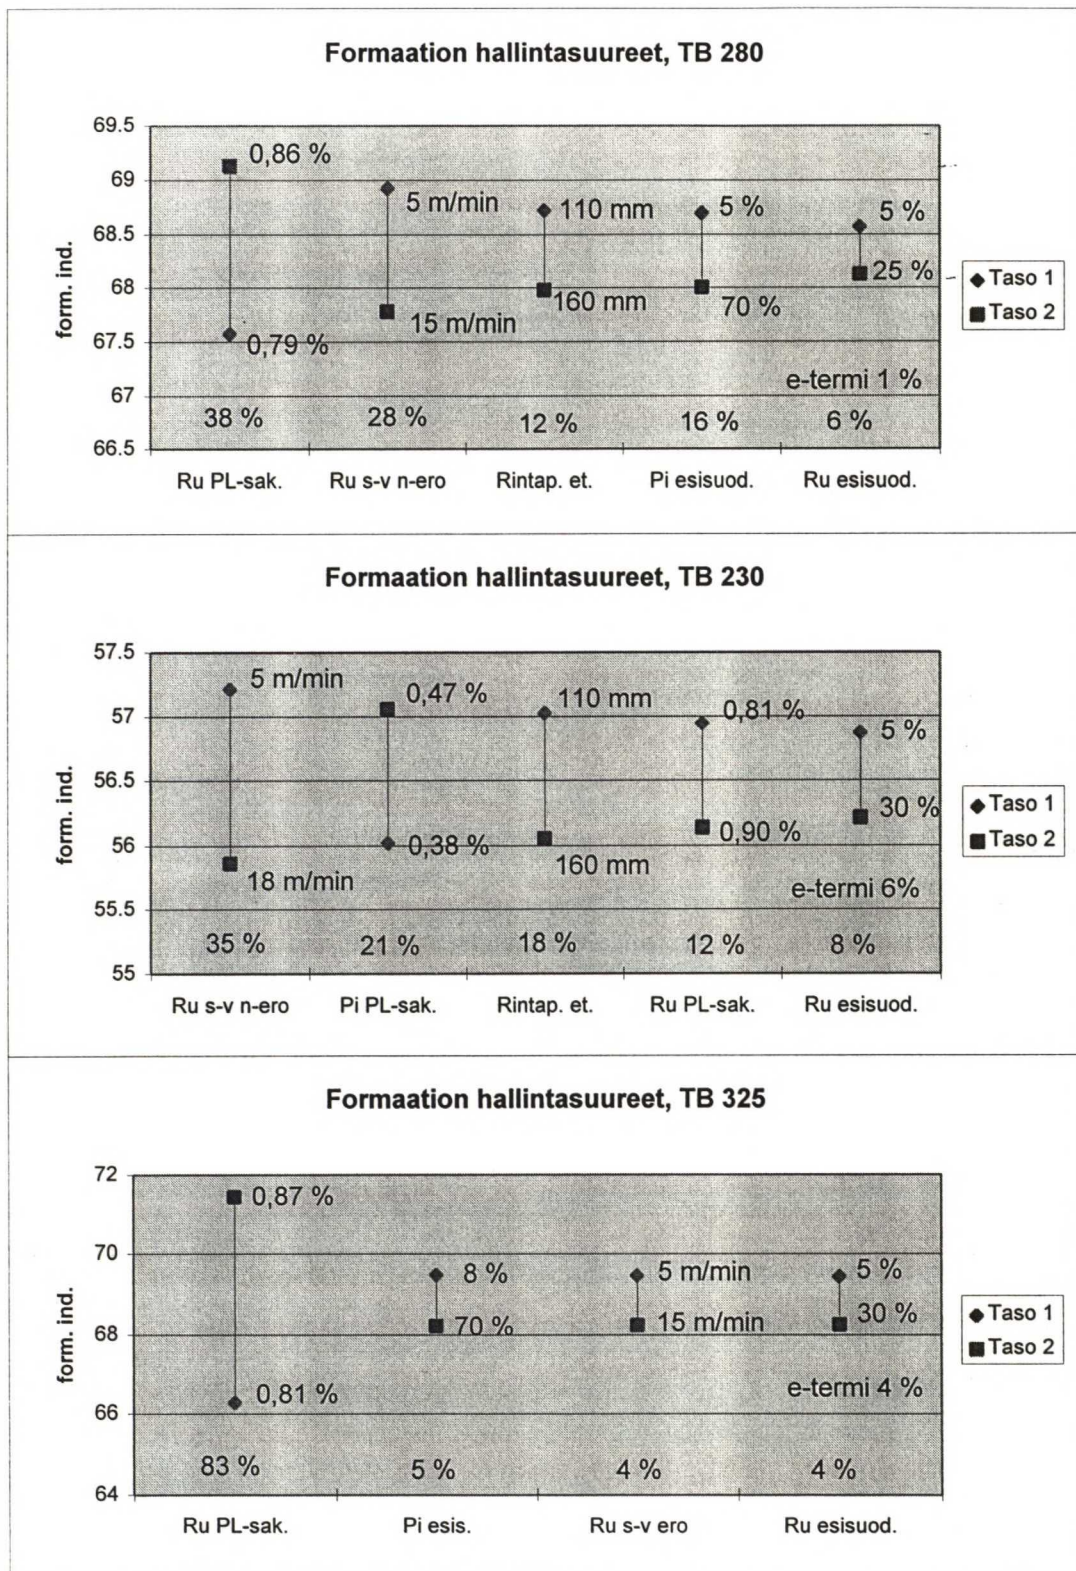 Formaation hallintasuureet, TB 280
69.5
69
68.5
68
67.5
67
66.5
form. ind.
0,86 %
0,79 %
5 m/min
15 m/min
110 mm
160 mm
5 %
70 %
5 %
25 %
e-termi 1 %
38 %
28 %
12 %
16 %
6 %
Ru PL-sak.
Ru s-v n-ero
Rintap. et.
Pi esisuod.
Ru esisuod.
Taso 1
Taso 2
Formaation hallintasuureet, TB 230
57.5
57
56.5
56
55.5
55
form. ind.
5 m/min
18 m/min
0,47 %
0,38 %
110 mm
160 mm
0,81 %
0,90 %
5 %
30 %
e-termi 6%
35 %
21 %
18 %
12 %
8 %
Ru s-v n-ero
Pi PL-sak.
Rintap. et.
Ru PL-sak.
Ru esisuod.
Taso 1
Taso 2
Formaation hallintasuureet, TB 325
72
70
68
66
64
form. ind.
0,87 %
0,81 %
8 %
70 %
5 m/min
15 m/min
5 %
30 %
e-termi 4 %
83 %
5 %
4 %
4 %
Ru PL-sak.
Pi esis.
Ru s-v ero
Ru esisuod.
Taso 1
Taso 2